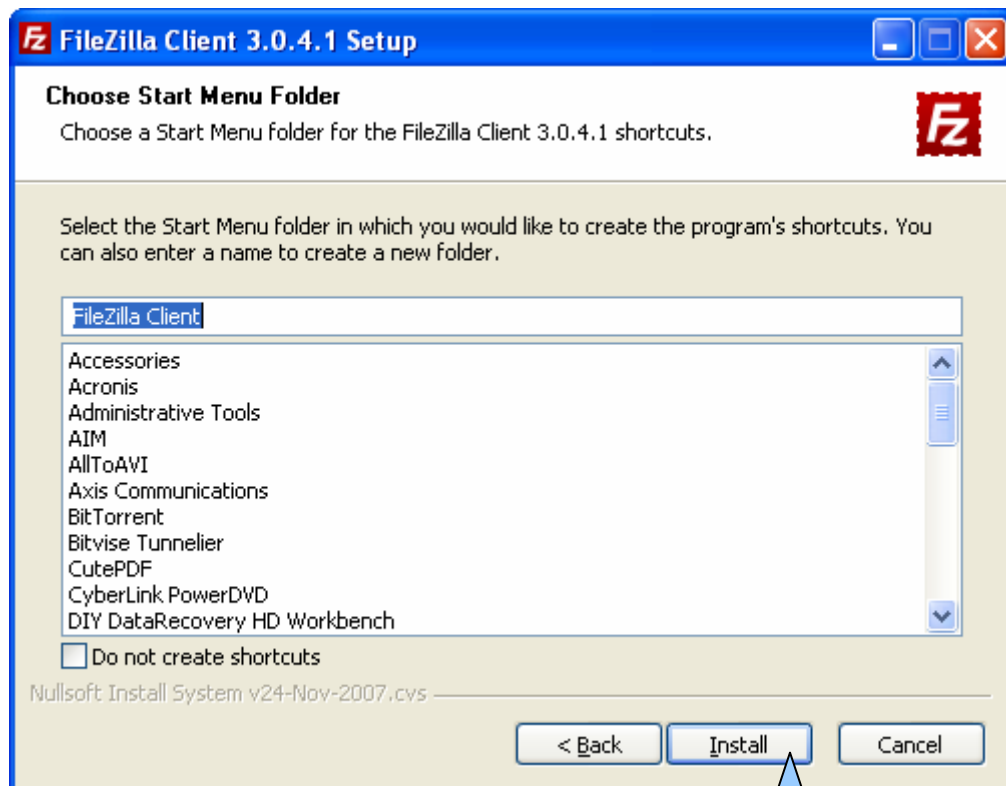 FileZilla Client 3.0.4.1 Setup
Choose Start Menu Folder
Choose a Start Menu folder for the FileZilla Client 3.0.4.1 shortcuts.
Fz
Select the Start Menu folder in which you would like to create the program's shortcuts. You
can also enter a name to create a new folder.
FileZilla Client
Accessories
Acronis
Administrative Tools
AIM
AllToAVI
Axis Communications
BitTorrent
Bitvise Tunnelier
CutePDF
CyberLink PowerDVD
DIY DataRecovery HD Workbench
Do not create shortcuts
Nullsoft Install System v24-Nov-2007.cvs
< Back
Install
Cancel